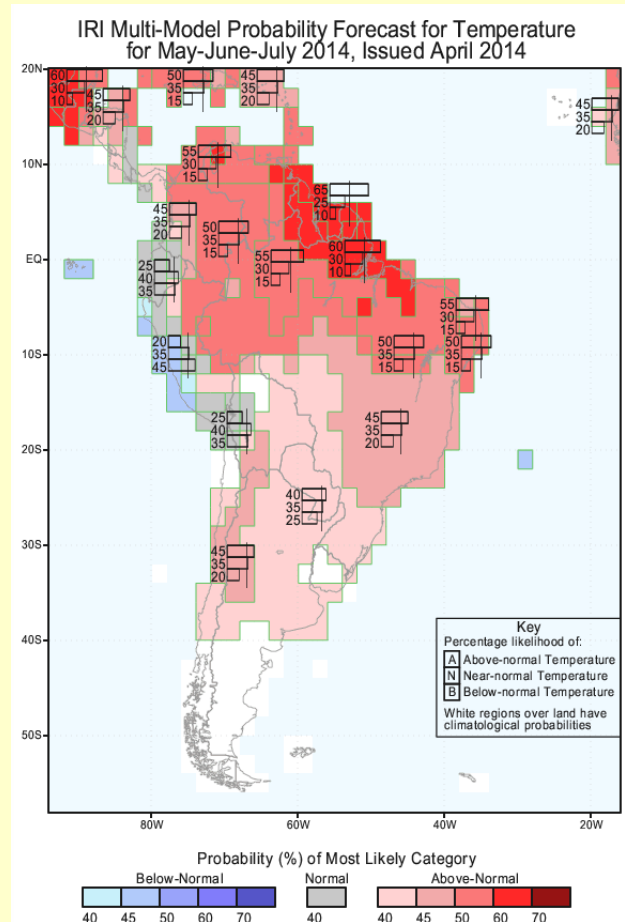 IRI Multi-Model Probability Forecast for Temperature
for May-June-July 2014, Issued April 2014
20N
60
30
10
45
35
20
50
35
15
45
35
20
45
35
20
10N
55
30
15
65
25
10
45
35
20
50
35
15
EQ
25
40
35
55
30
15
60
30
10
55
30
15
10S
20
35
45
50
35
15
50
35
15
25
40
35
45
35
20
20S
40
35
25
30S
45
35
20
40S
50S
Key
Percentage likelihood of:
A Above-normal Temperature
N Near-normal Temperature
B Below-normal Temperature
White regions over land have
climatological probabilities
80W 60W 40W 20W
Probability (%) of Most Likely Category
Below-Normal Normal Above-Normal
40 45 50 60 70 40 40 45 50 60 70